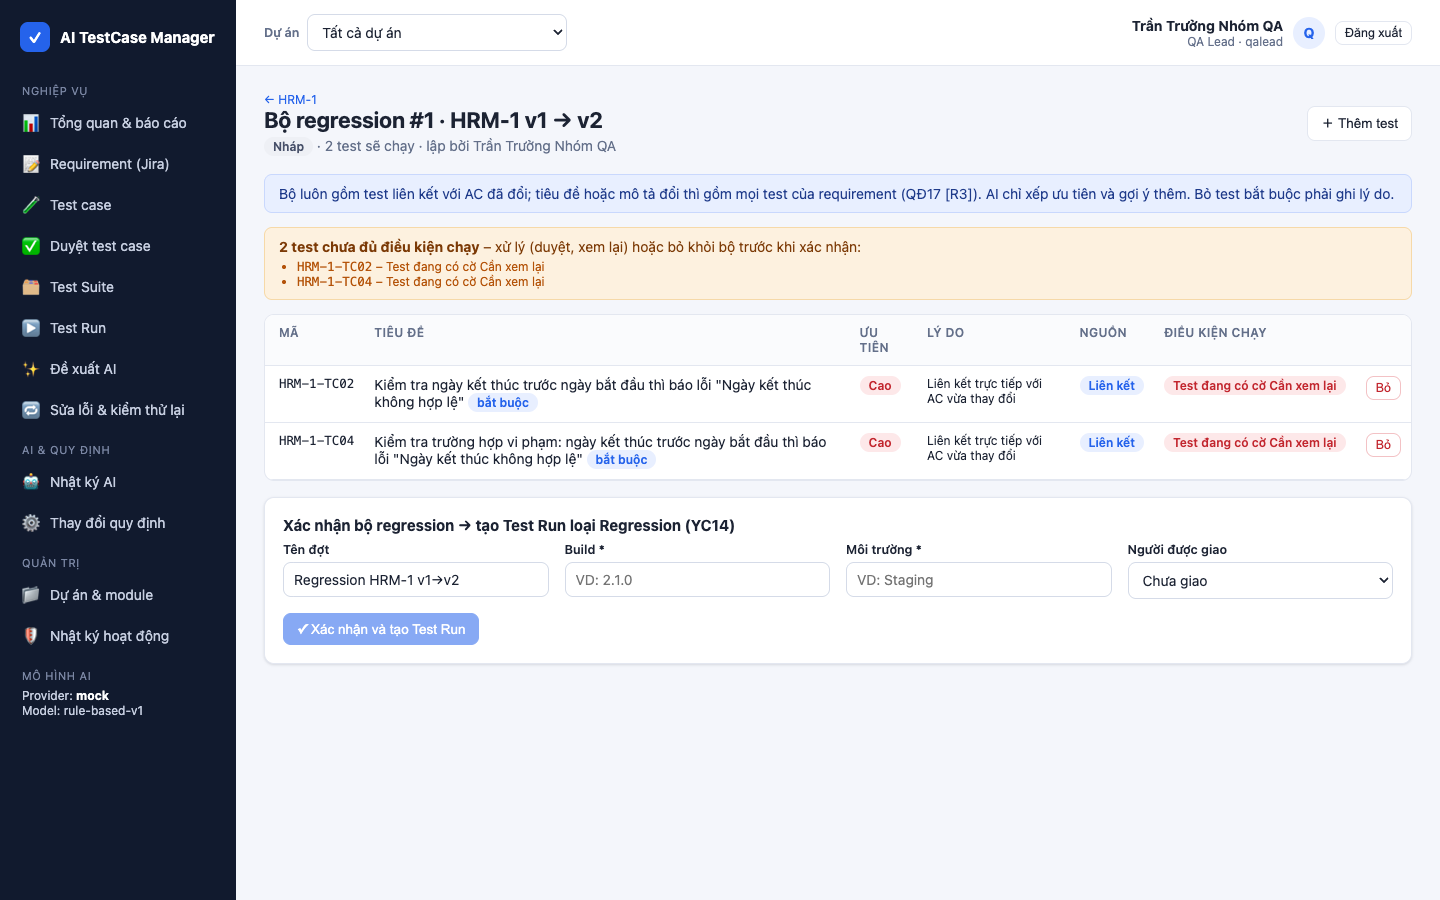 AI TestCase Manager
NGHIỆP VỤ
Tổng quan & báo cáo
Requirement (Jira)
Test case
Duyệt test case
Test Suite
Test Run
Đề xuất AI
Sửa lỗi & kiểm thử lại
AI & QUY ĐỊNH
Nhật ký AI
Thay đổi quy định
QUẢN TRỊ
Dự án & module
Nhật ký hoạt động
MÔ HÌNH AI
Provider: mock
Model: rule-based-v1
Dự án
Tất cả dự án
Trần Trường Nhóm QA
QA Lead · qalead
Q
Đăng xuất
← HRM-1
Bộ regression #1 · HRM-1 v1 → v2
Nháp · 2 test sẽ chạy · lập bởi Trần Trường Nhóm QA
+ Thêm test
Bộ luôn gồm test liên kết với AC đã đổi; tiêu đề hoặc mô tả đổi thì gồm mọi test của requirement (QĐ17 [R3]). AI chỉ xếp ưu tiên và gợi ý thêm. Bỏ test bắt buộc phải ghi lý do.
2 test chưa đủ điều kiện chạy – xử lý (duyệt, xem lại) hoặc bỏ khỏi bộ trước khi xác nhận:
• HRM-1-TC02 – Test đang có cờ Cần xem lại
• HRM-1-TC04 – Test đang có cờ Cần xem lại
MÃ TIÊU ĐỀ ƯU TIÊN LÝ DO NGUỒN ĐIỀU KIỆN CHẠY
HRM-1-TC02 Kiểm tra ngày kết thúc trước ngày bắt đầu thì báo lỗi "Ngày kết thúc không hợp lệ" bắt buộc Cao Liên kết trực tiếp với AC vừa thay đổi Liên kết Test đang có cờ Cần xem lại Bỏ
HRM-1-TC04 Kiểm tra trường hợp vi phạm: ngày kết thúc trước ngày bắt đầu thì báo lỗi "Ngày kết thúc không hợp lệ" bắt buộc Cao Liên kết trực tiếp với AC vừa thay đổi Liên kết Test đang có cờ Cần xem lại Bỏ
Xác nhận bộ regression → tạo Test Run loại Regression (YC14)
Tên đợt
Regression HRM-1 v1→v2
Build *
VD: 2.1.0
Môi trường *
VD: Staging
Người được giao
Chưa giao
✓ Xác nhận và tạo Test Run